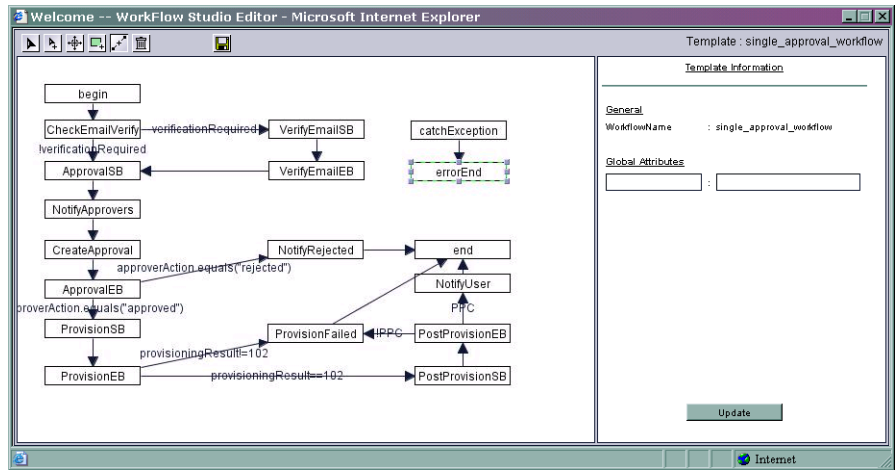 Welcome -- WorkFlow Studio Editor - Microsoft Internet Explorer
Template : single_approval_workflow
begin
CheckEmailVerify
verificationRequired
VerifyEmailSB
catchException
!verificationRequired
ApprovalSB
VerifyEmailEB
errorEnd
NotifyApprovers
CreateApproval
NotifyRejected
end
approverAction.equals("rejected")
ApprovalEB
NotifyUser
proverAction.equals("approved")
PPC
ProvisionSB
ProvisionFailed
!PPC
PostProvisionEB
provisioningResult!=102
ProvisionEB
provisioningResult==102
PostProvisionSB
Template Information
General
WorkflowName : single_approval_workflow
Global Attributes
:
Update
Internet